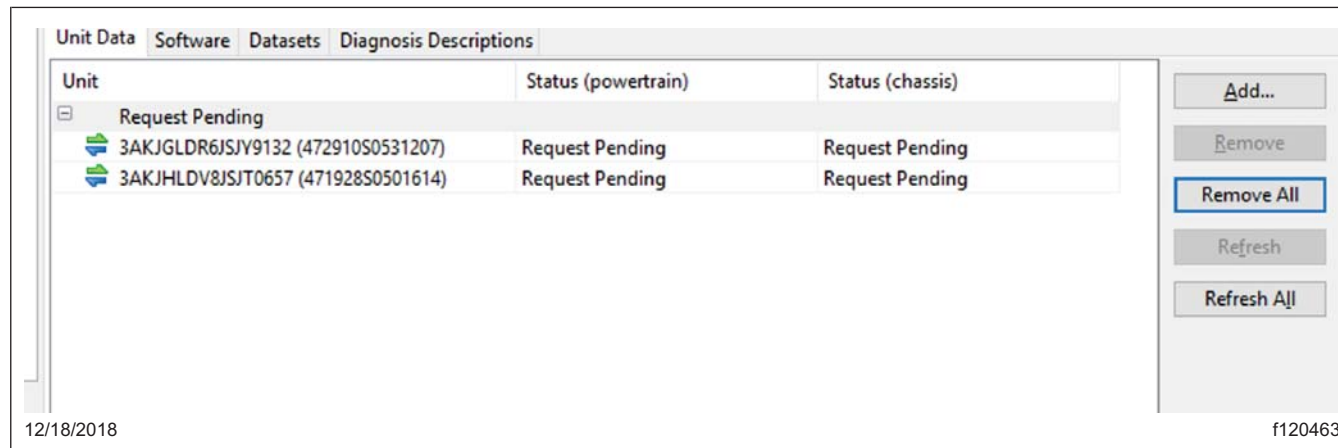 Unit Data Software Datasets Diagnosis Descriptions
Unit Status (powertrain) Status (chassis)
Request Pending
3AKJGLDR6JSJY9132 (472910S0531207) Request Pending Request Pending
3AKJHLDV8JSJT0657 (471928S0501614) Request Pending Request Pending
Add...
Remove
Remove All
Refresh
Refresh All
12/18/2018 f120463